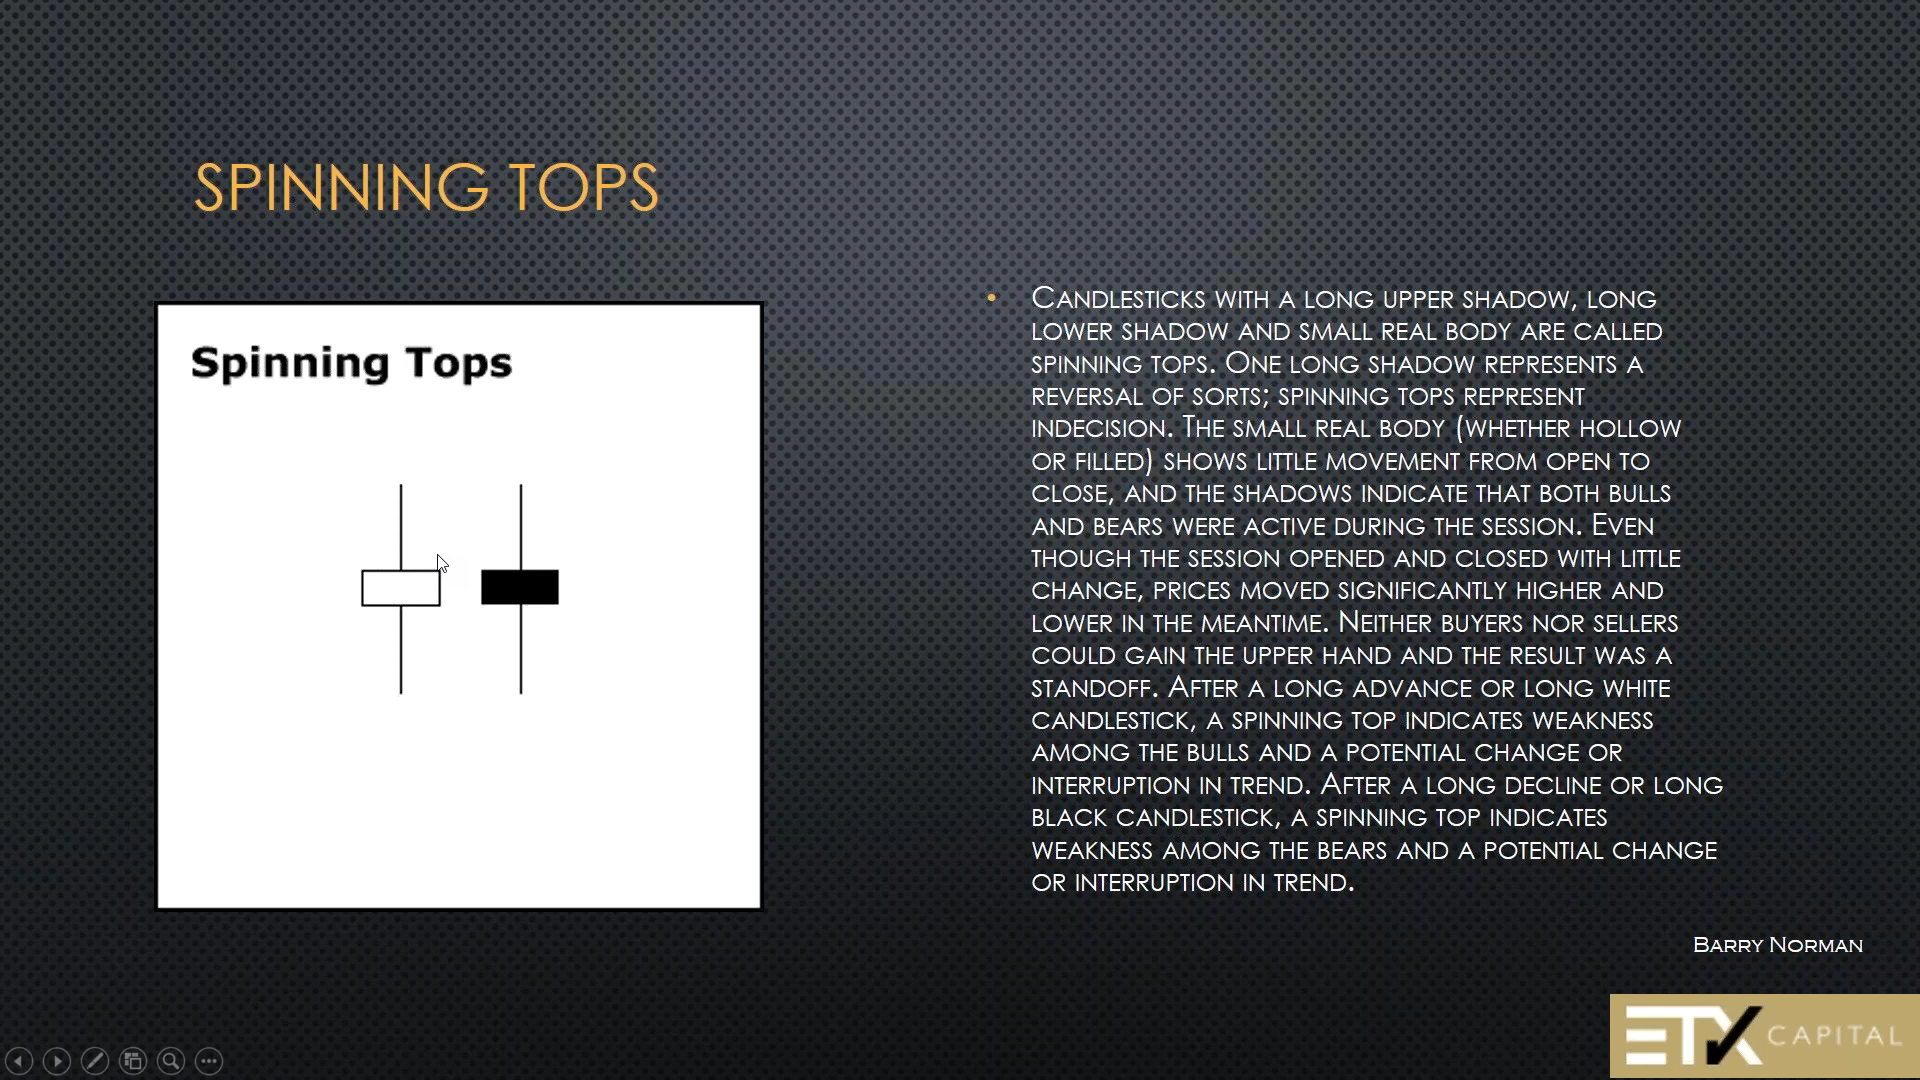 SPINNING TOPS
Spinning Tops
• CANDLESTICKS WITH A LONG UPPER SHADOW, LONG
LOWER SHADOW AND SMALL REAL BODY ARE CALLED
SPINNING TOPS. ONE LONG SHADOW REPRESENTS A
REVERSAL OF SORTS; SPINNING TOPS REPRESENT
INDECISION. THE SMALL REAL BODY (WHETHER HOLLOW
OR FILLED) SHOWS LITTLE MOVEMENT FROM OPEN TO
CLOSE, AND THE SHADOWS INDICATE THAT BOTH BULLS
AND BEARS WERE ACTIVE DURING THE SESSION. EVEN
THOUGH THE SESSION OPENED AND CLOSED WITH LITTLE
CHANGE, PRICES MOVED SIGNIFICANTLY HIGHER AND
LOWER IN THE MEANTIME. NEITHER BUYERS NOR SELLERS
COULD GAIN THE UPPER HAND AND THE RESULT WAS A
STANDOFF. AFTER A LONG ADVANCE OR LONG WHITE
CANDLESTICK, A SPINNING TOP INDICATES WEAKNESS
AMONG THE BULLS AND A POTENTIAL CHANGE OR
INTERRUPTION IN TREND. AFTER A LONG DECLINE OR LONG
BLACK CANDLESTICK, A SPINNING TOP INDICATES
WEAKNESS AMONG THE BEARS AND A POTENTIAL CHANGE
OR INTERRUPTION IN TREND.
BARRY NORMAN
ETX CAPITAL